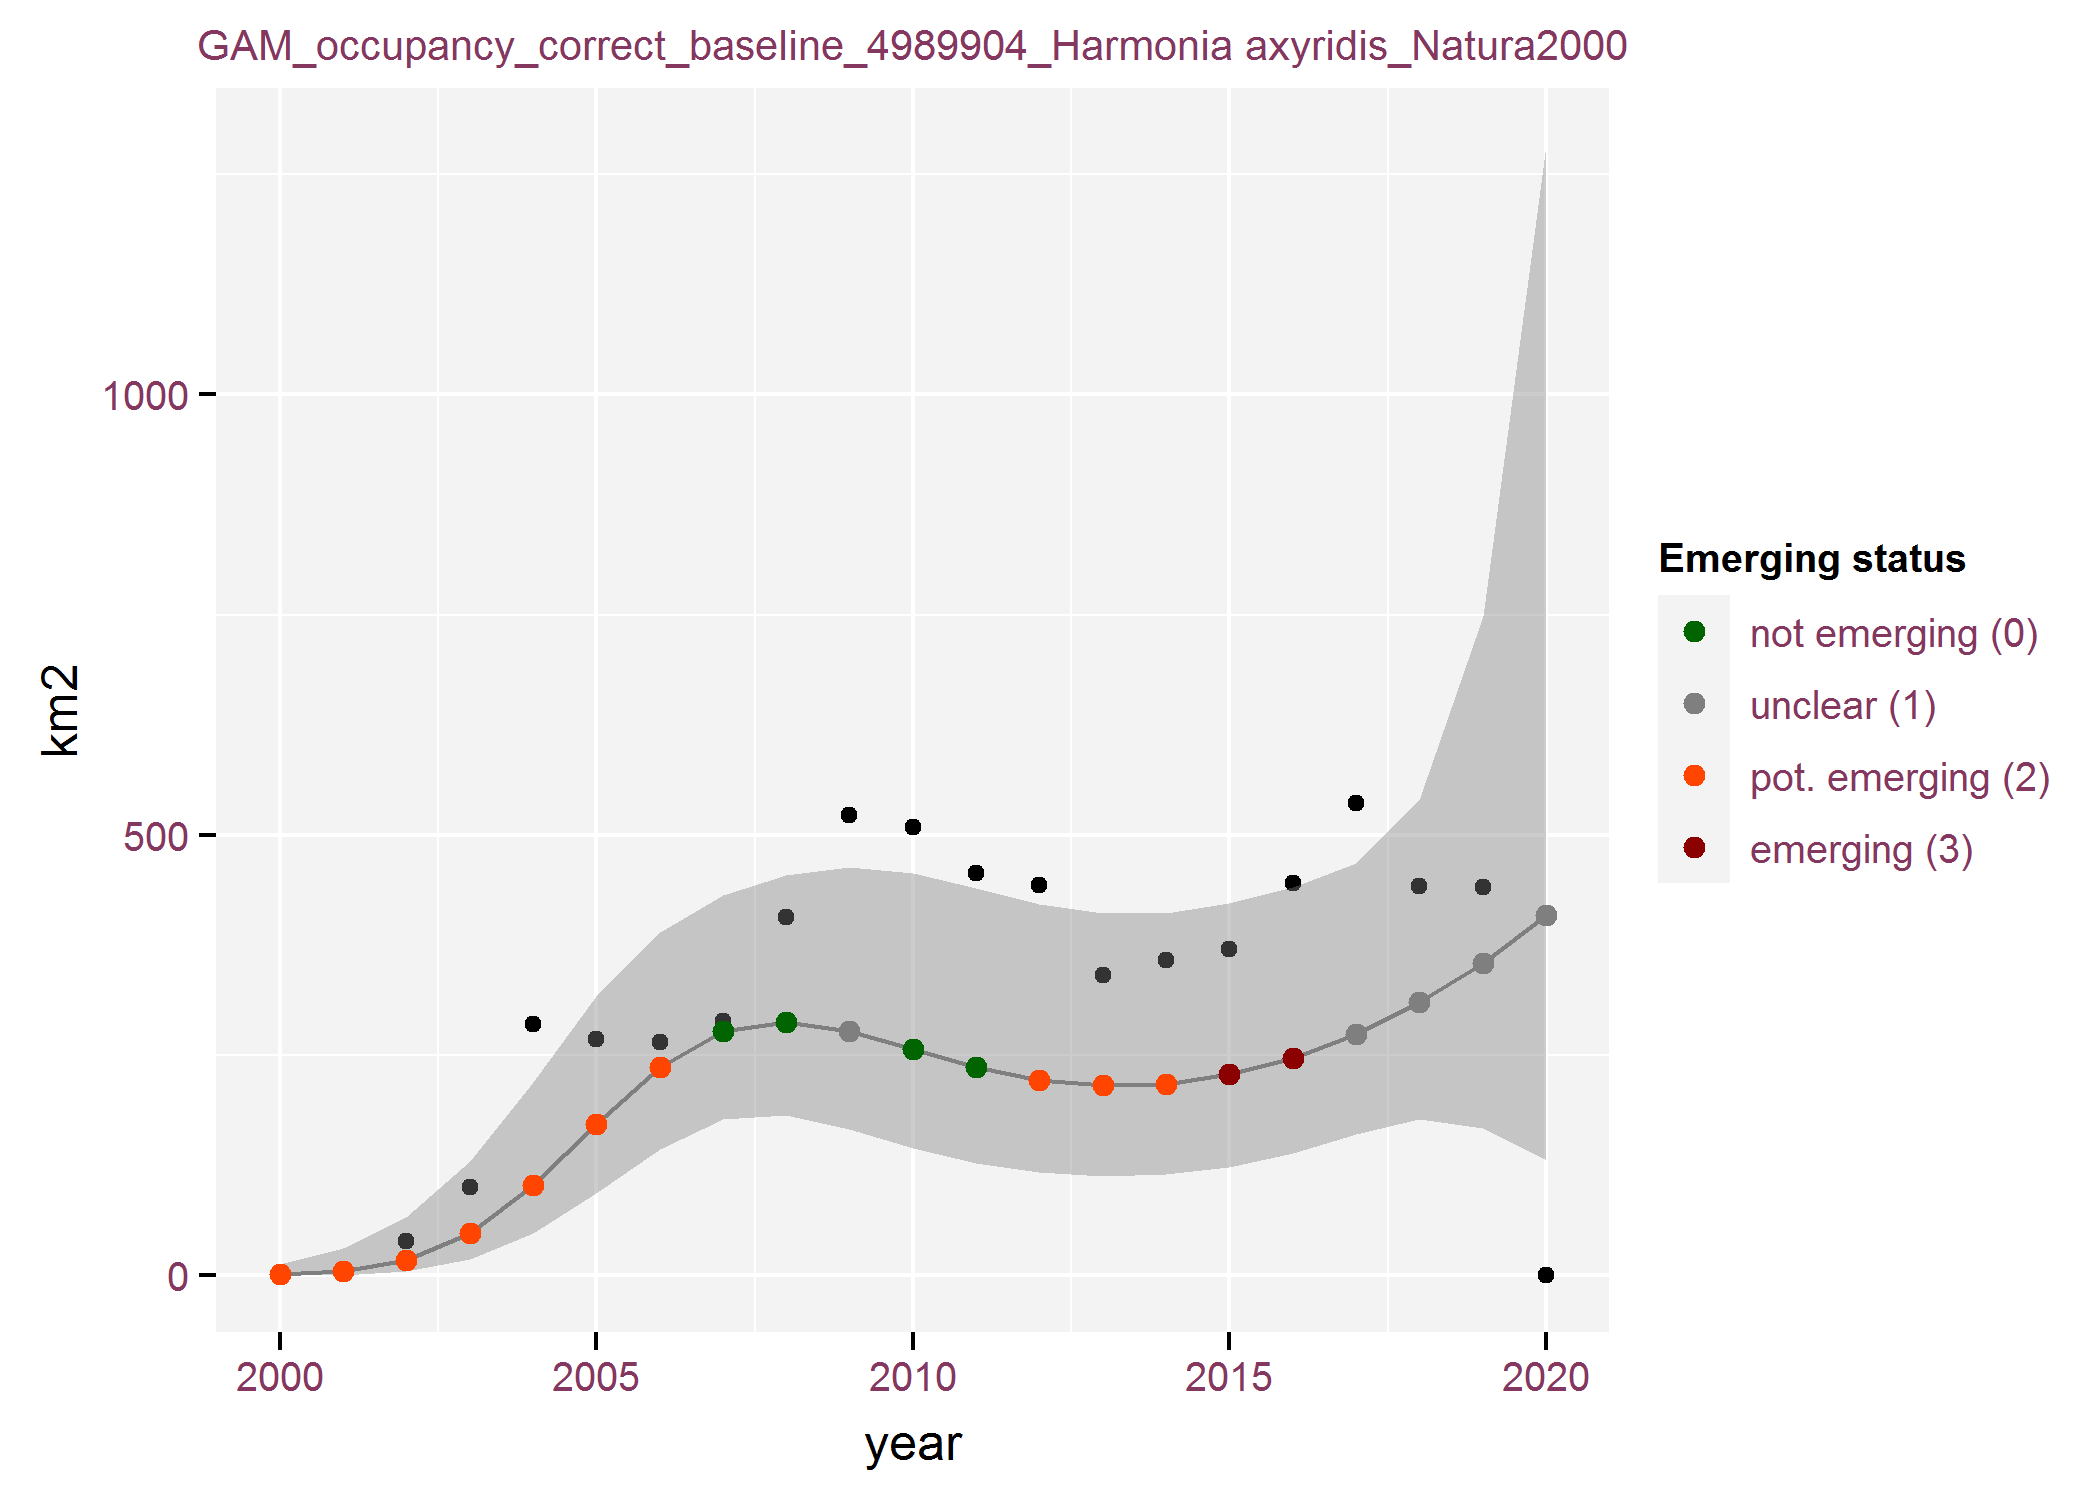 GAM_occupancy_correct_baseline_4989904_Harmonia axyridis_Natura2000
1000
500
0
km2
2000 2005 2010 2015 2020
year
Emerging status
not emerging (0)
unclear (1)
pot. emerging (2)
emerging (3)